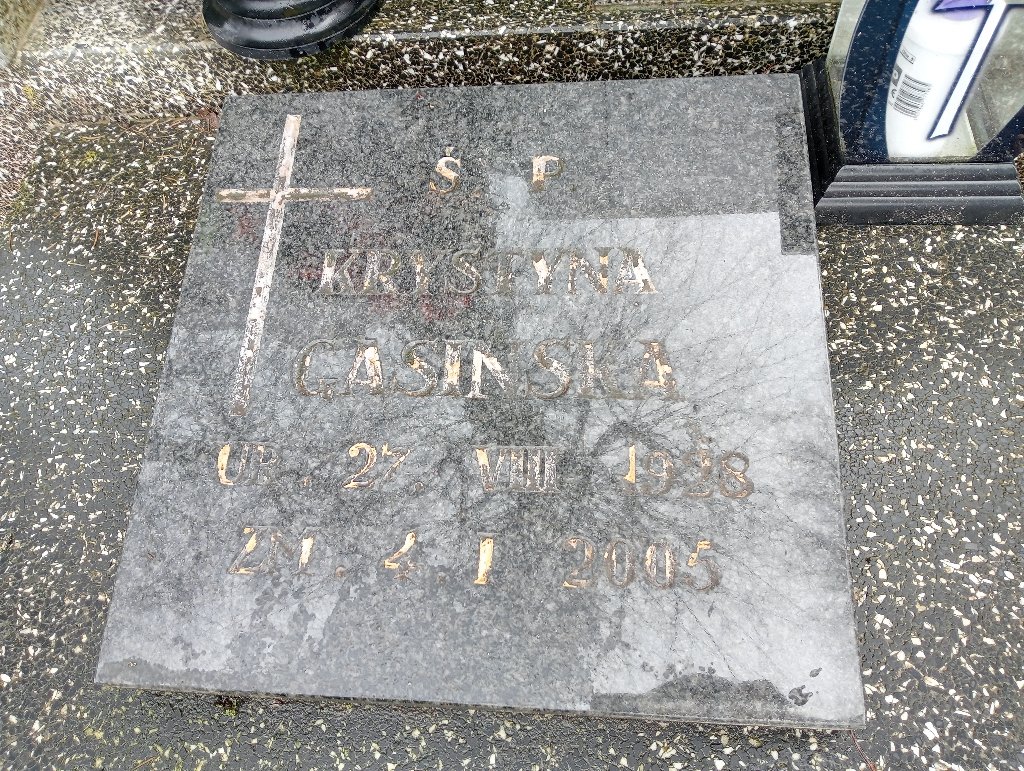 Ś. P
KRYSTYNA
GĄSIŃSKA
UR. 27. VIII 1928
ZM. 4. I 2005